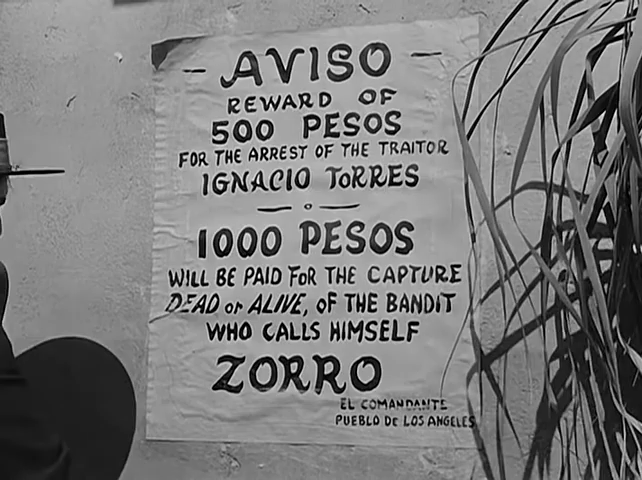 — AVISO —
REWARD OF
500 PESOS
FOR THE ARREST OF THE TRAITOR
IGNACIO TORRES
— o —
1000 PESOS
WILL BE PAID FOR THE CAPTURE
DEAD or ALIVE, OF THE BANDIT
WHO CALLS HIMSELF
ZORRO
EL COMANDANTE
PUEBLO DE LOS ANGELES